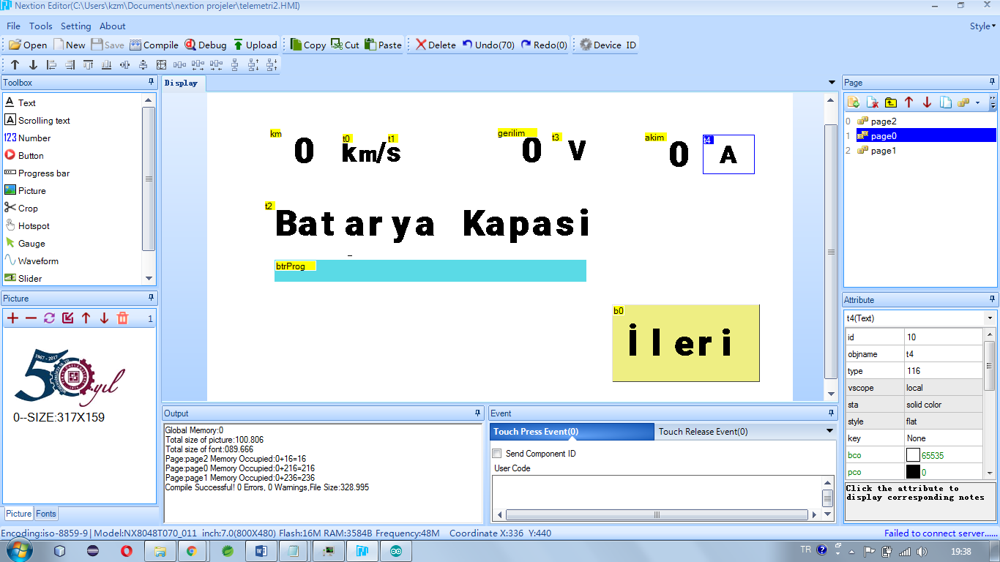 Nextion Editor(C:\Users\kzm\Documents\nextion projeler\telemetri2.HMI)
File Tools Setting About Style
Open New Save Compile Debug Upload Copy Cut Paste Delete Undo(70) Redo(0) Device ID
Toolbox
Text
Scrolling text
123 Number
Button
Progress bar
Picture
Crop
Hotspot
Gauge
Waveform
Slider
Picture
1
1967 - 2017
50.yıl
0--SIZE:317X159
Picture Fonts
Display
km 0 t0 t1 km/s gerilim 0 t3 V akim 0 t4 A
t2 Batarya Kapasi
btrProg
b0
İleri
Output
Global Memory:0
Total size of picture:100.806
Total size of font:089.666
Page:page2 Memory Occupied:0+16=16
Page:page0 Memory Occupied:0+216=216
Page:page1 Memory Occupied:0+236=236
Compile Successful! 0 Errors, 0 Warnings,File Size:328.995
Event
Touch Press Event(0) Touch Release Event(0)
Send Component ID
User Code
Page
0 page2
1 page0
2 page1
Attribute
t4(Text)
id 10
objname t4
type 116
vscope local
sta solid color
style flat
key None
bco 65535
pco 0
Click the attribute to
display corresponding notes
Encoding:iso-8859-9 | Model:NX8048T070_011 inch:7.0(800X480) Flash:16M RAM:3584B Frequency:48M Coordinate X:336 Y:440 Failed to connect server......
TR 19:38